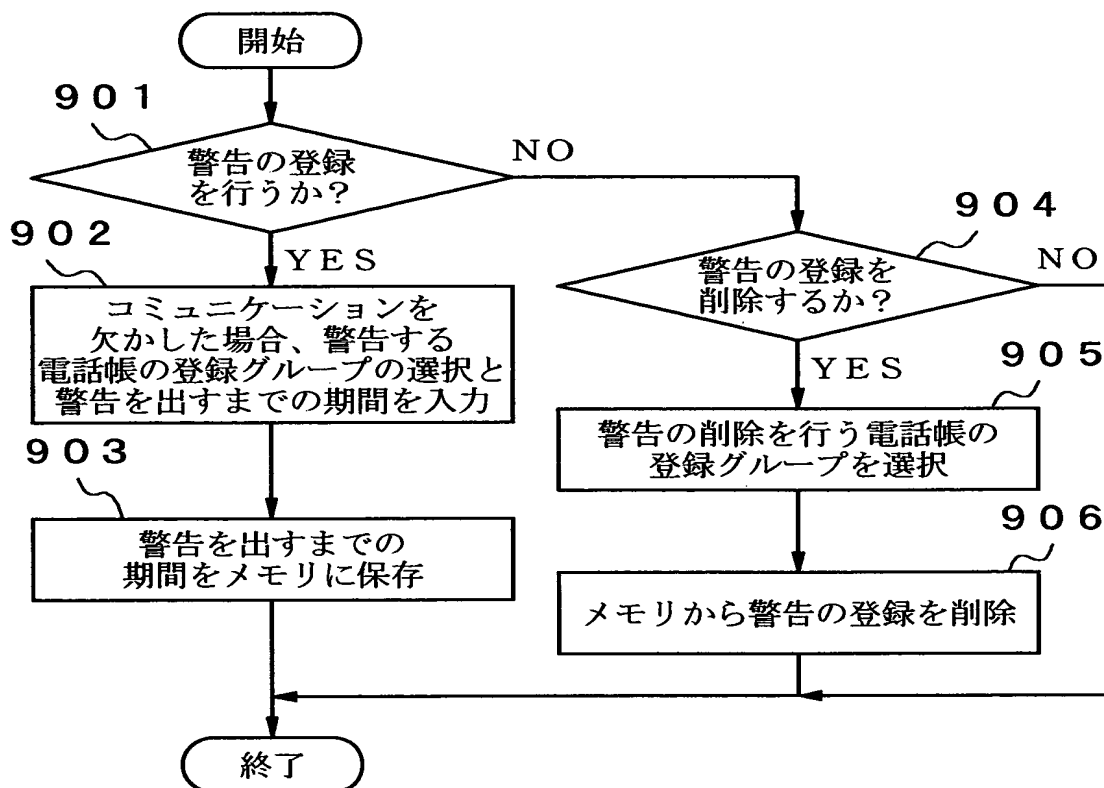 開始
901
警告の登録
を行うか？
NO
902
YES
コミュニケーションを
欠かした場合、警告する
電話帳の登録グループの選択と
警告を出すまでの期間を入力
903
警告を出すまでの
期間をメモリに保存
904
警告の登録を
削除するか？
NO
YES
905
警告の削除を行う電話帳の
登録グループを選択
906
メモリから警告の登録を削除
終了